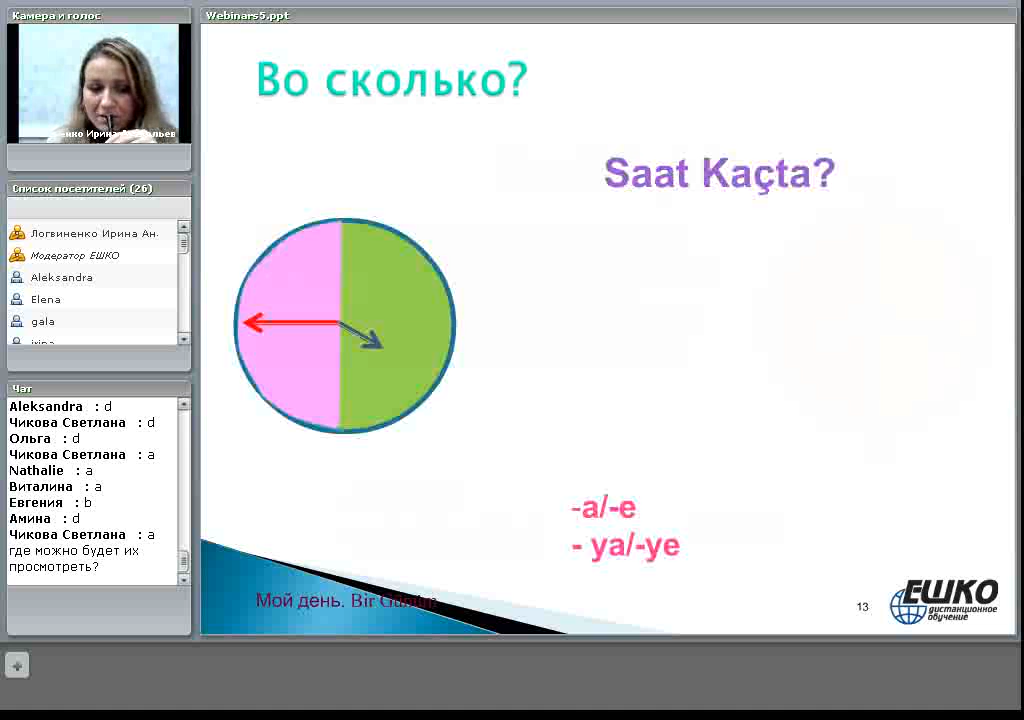 Камера и голос
Webinars5.ppt
Список посетителей (26)
Логвиненко Ирина Ан.
Модератор ЕШКО
Aleksandra
Elena
gala
irina
Чат
Aleksandra : d
Чикова Светлана : d
Ольга : d
Чикова Светлана : a
Nathalie : a
Виталина : a
Евгения : b
Амина : d
Чикова Светлана : a
где можно будет их
просмотреть?
Во сколько?
Saat Kaçta?
-a/-e
- ya/-ye
Мой день. Bir Günüm
13
ЕШКО
дистанционное
обучение